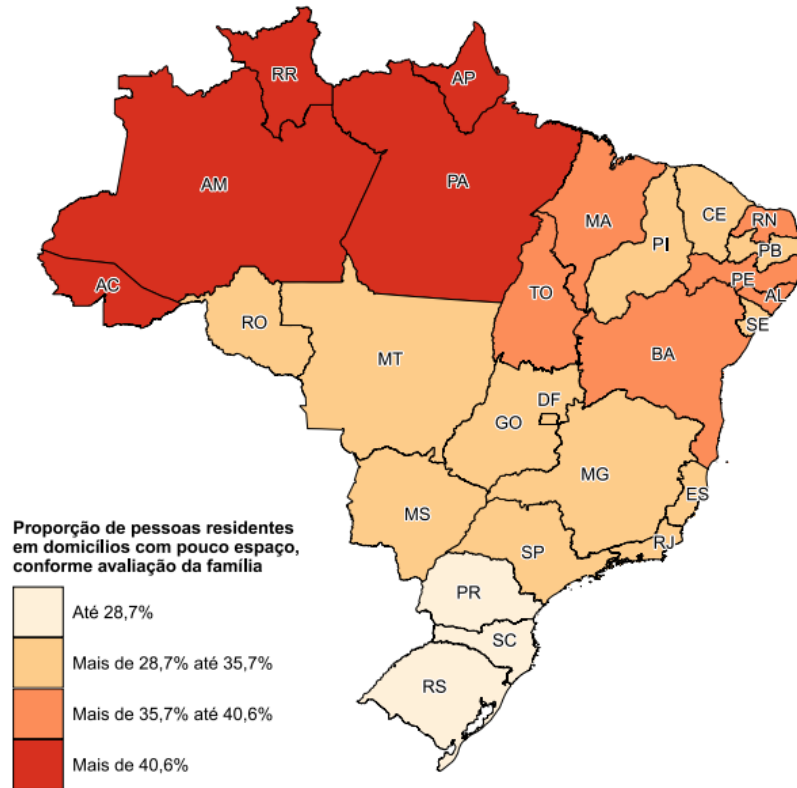 RR
AP
AM
PA
MA
CE
RN
PI
PB
AC
PE
TO
AL
RO
SE
BA
MT
DF
GO
MG
ES
MS
RJ
SP
Proporção de pessoas residentes
em domicílios com pouco espaço,
conforme avaliação da família
PR
Até 28,7%
SC
Mais de 28,7% até 35,7%
RS
Mais de 35,7% até 40,6%
Mais de 40,6%